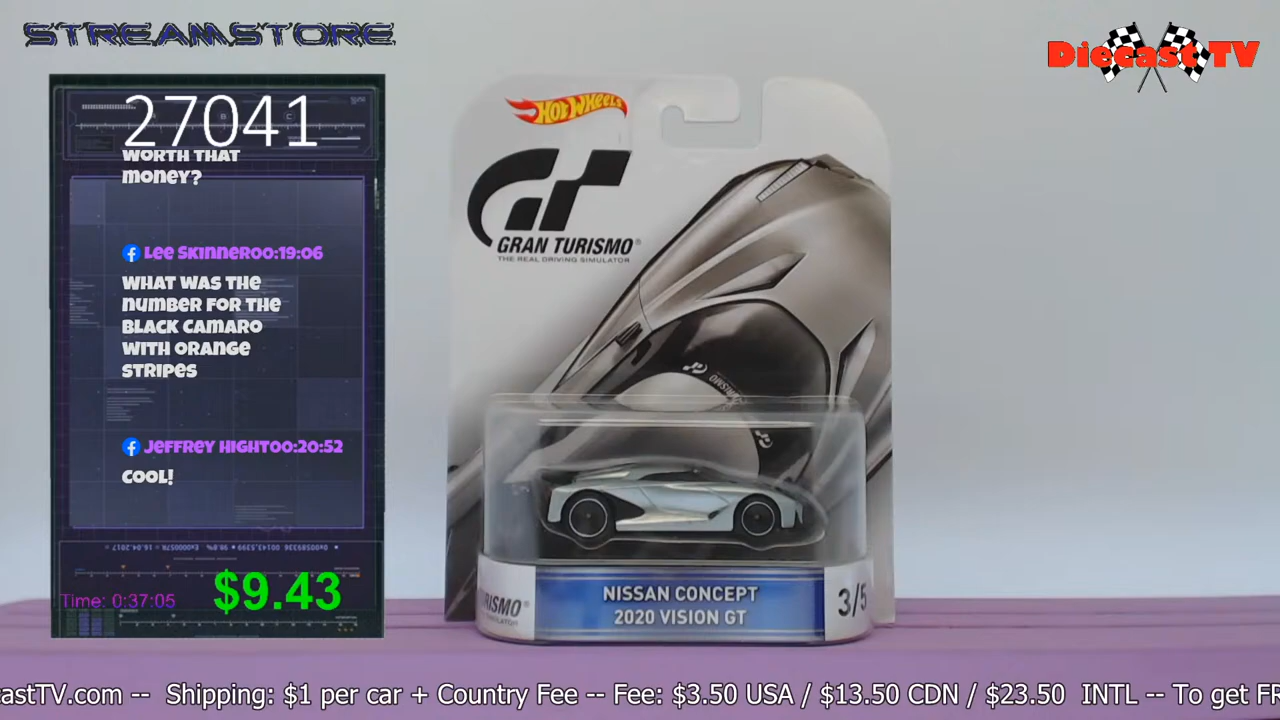 STREAMSTORE
Diecast TV
27041
WORTH THAT
MONEY?
Lee Skinner00:19:06
WHAT WAS THE
NUMBER FOR THE
BLACK CAMARO
WITH ORANGE
STRIPES
Jeffrey Hight00:20:52
COOL!
Time: 0:37:05
$9.43
HOT WHEELS
GT
GRAN TURISMO®
THE REAL DRIVING SIMULATOR
NISSAN CONCEPT
2020 VISION GT
RISMO®
3/5
castTV.com -- Shipping: $1 per car + Country Fee -- Fee: $3.50 USA / $13.50 CDN / $23.50 INTL -- To get FR